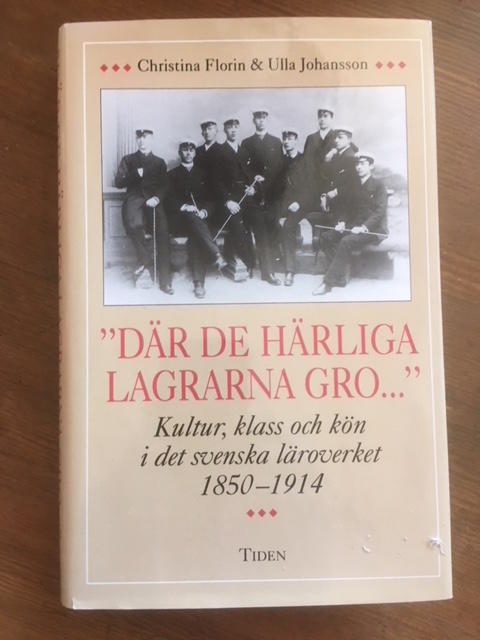 Christina Florin & Ulla Johansson
”DÄR DE HÄRLIGA
LAGRARNA GRO...”
Kultur, klass och kön
i det svenska läroverket
1850–1914
TIDEN